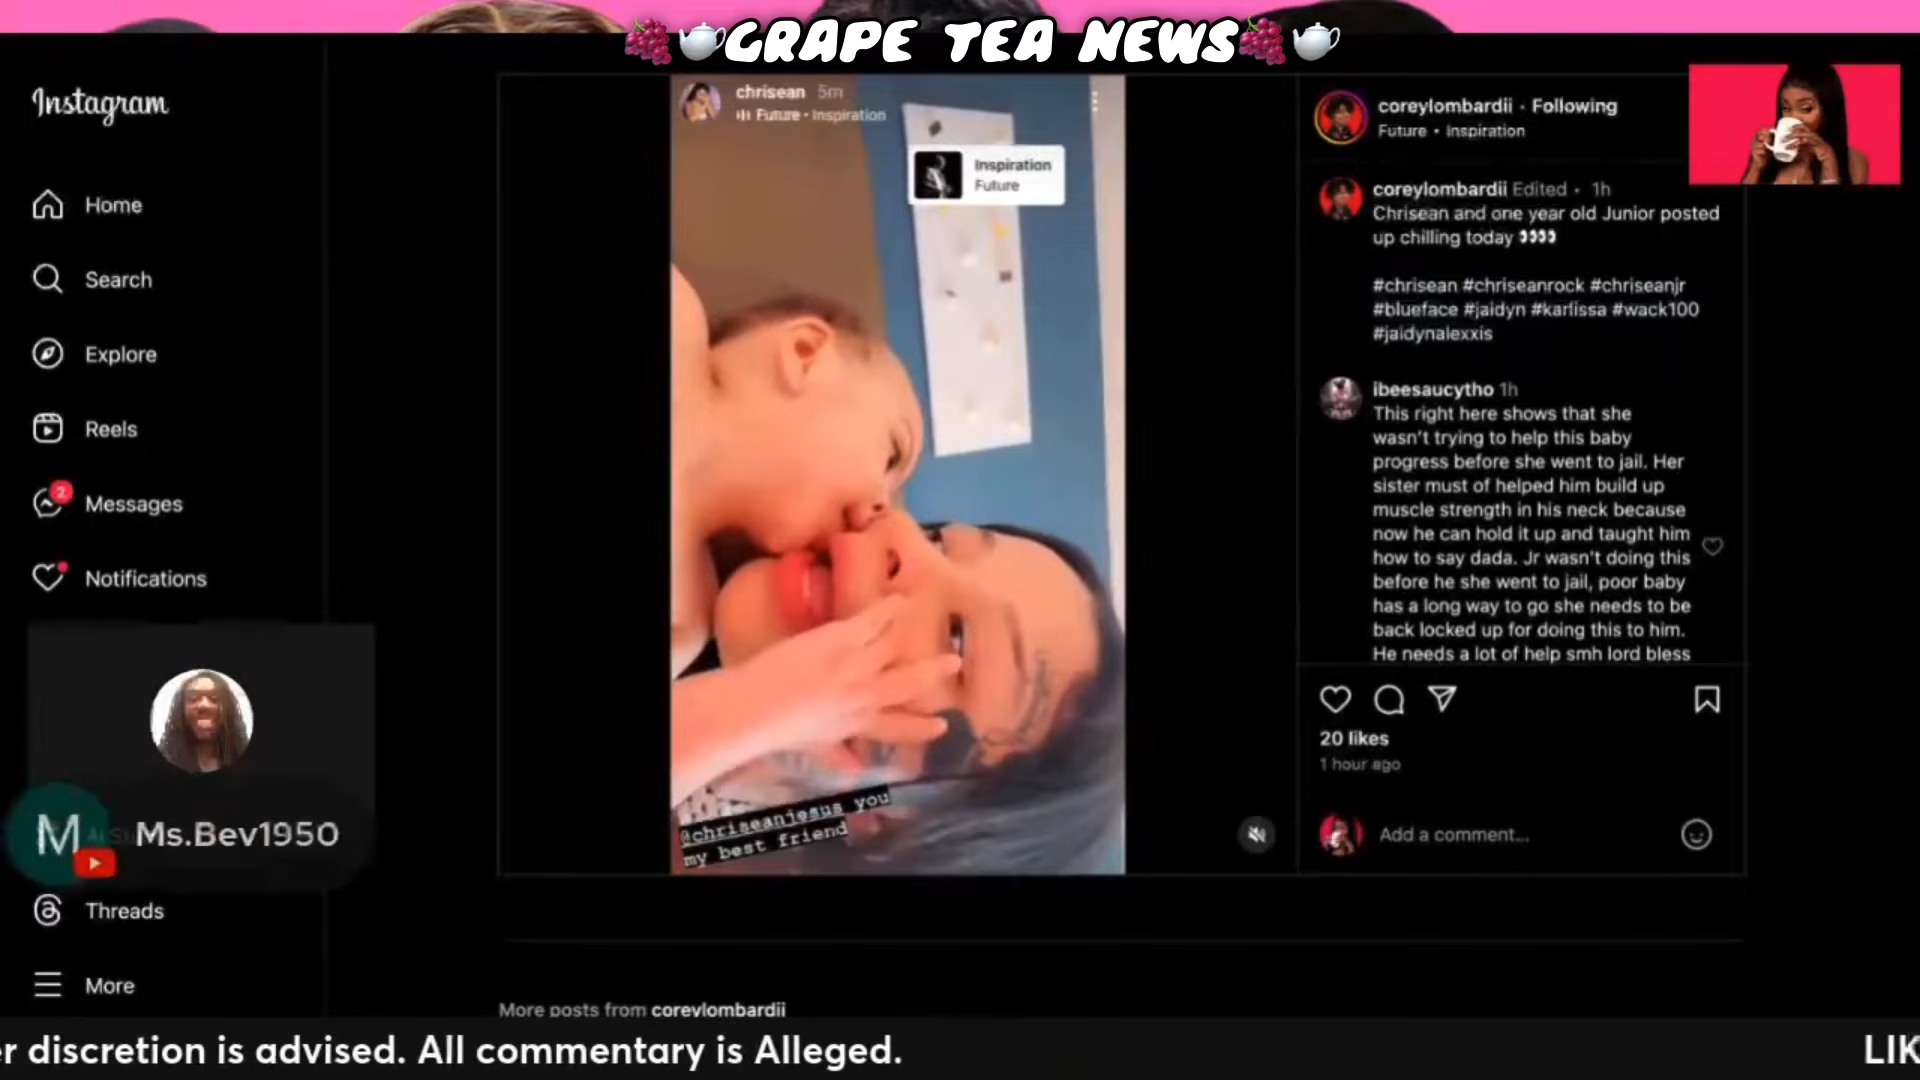 GRAPE TEA NEWS
Instagram
Home
Search
Explore
Reels
2
Messages
Notifications
M
Ms.Bev1950
Threads
More
chrisean 5m
Future • Inspiration
Inspiration
Future
@chriseanjesus you
my best friend
coreylombardii • Following
Future • Inspiration
coreylombardii Edited • 1h
Chrisean and one year old Junior posted
up chilling today
#chrisean #chriseanrock #chriseanjr
#blueface #jaidyn #karlissa #wack100
#jaidynalexxis
ibeesaucytho 1h
This right here shows that she
wasn't trying to help this baby
progress before she went to jail. Her
sister must of helped him build up
muscle strength in his neck because
now he can hold it up and taught him
how to say dada. Jr wasn't doing this
before he she went to jail, poor baby
has a long way to go she needs to be
back locked up for doing this to him.
He needs a lot of help smh lord bless
20 likes
1 hour ago
Add a comment...
More posts from coreylombardii
r discretion is advised. All commentary is Alleged.
LIK